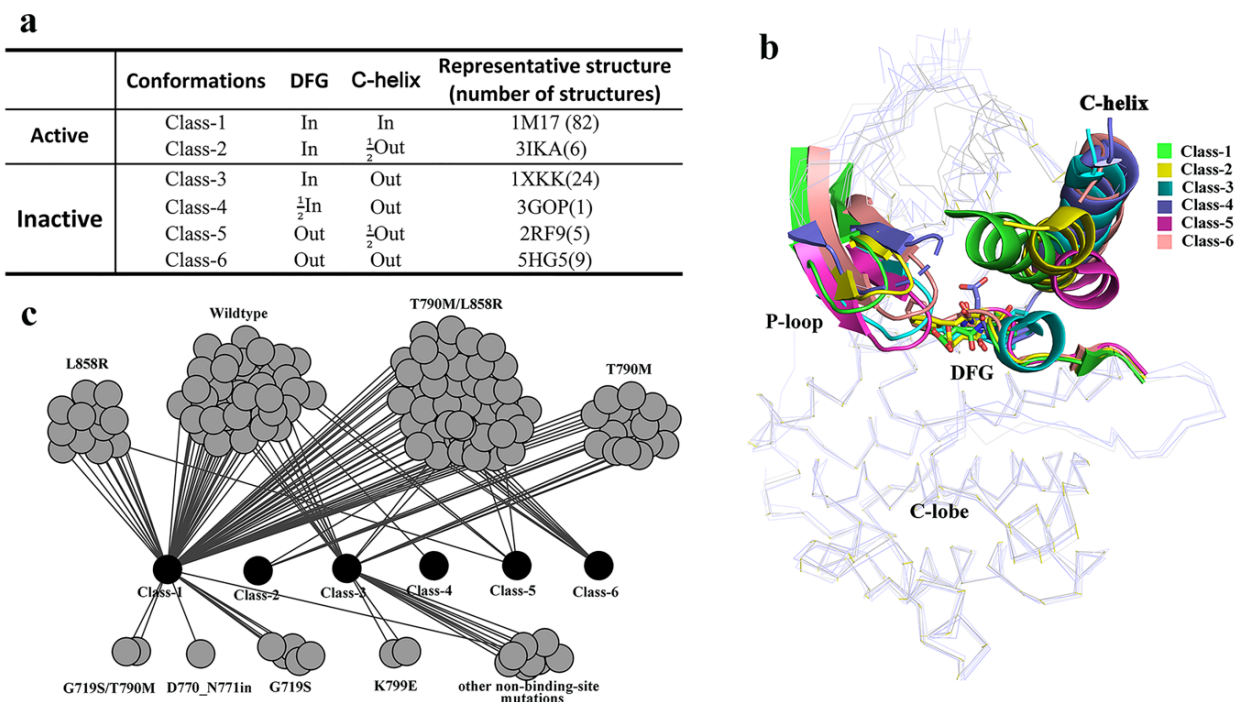 a
Conformations DFG C-helix Representative structure (number of structures)
Active
Class-1 In In 1M17 (82)
Class-2 In ½Out 3IKA(6)
Inactive
Class-3 In Out 1XKK(24)
Class-4 ½In Out 3GOP(1)
Class-5 Out ½Out 2RF9(5)
Class-6 Out Out 5HG5(9)
b
C-helix
Class-1
Class-2
Class-3
Class-4
Class-5
Class-6
P-loop
DFG
C-lobe
c
Wildtype
T790M/L858R
L858R
T790M
Class-1
Class-2
Class-3
Class-4
Class-5
Class-6
G719S/T790M
D770_N771in
G719S
K799E
other non-binding-site
mutations